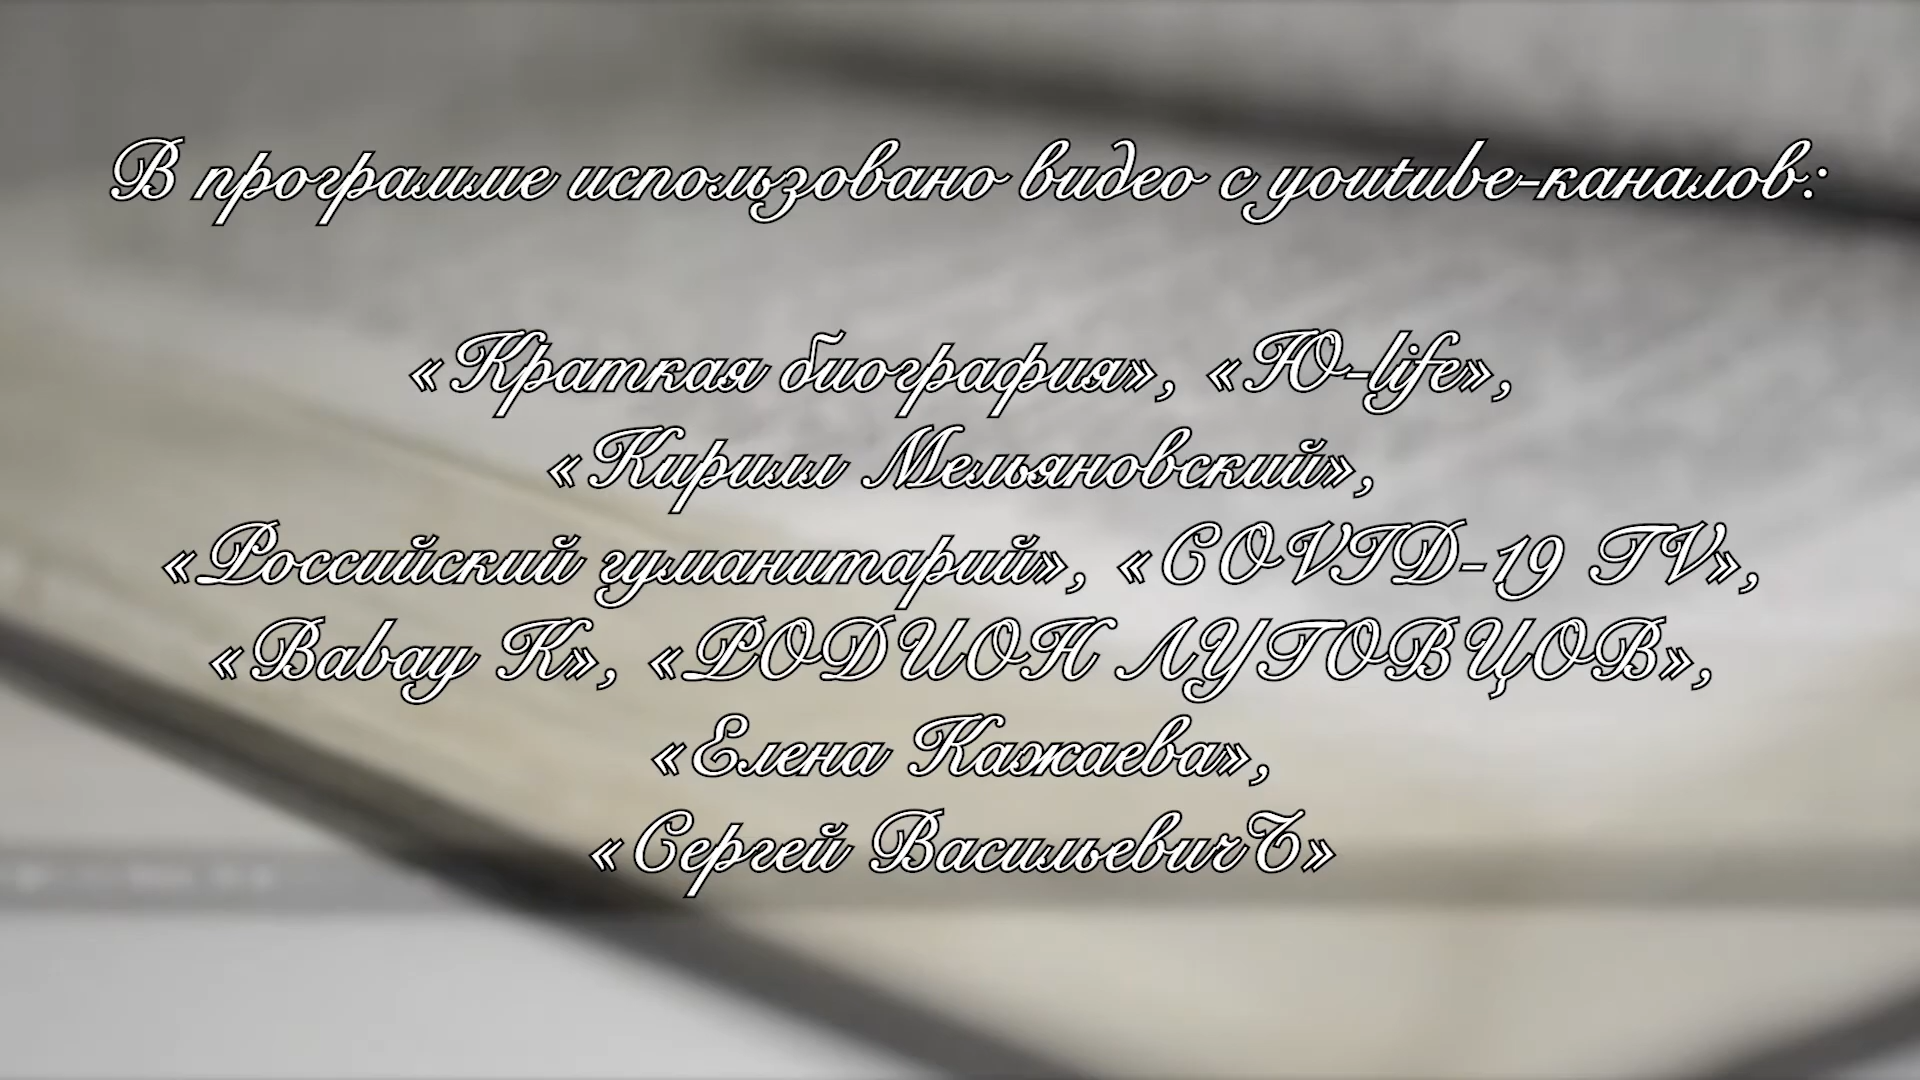 В программе использовано видео с youtube-каналов:
«Краткая биография», «Ю-life»,
«Кирилл Мельяновский»,
«Российский гуманитарий», «COVID-19 TV»,
«Babay K», «РОДИОН ЛУГОВЦОВ»,
«Елена Кажаева»,
«Сергей ВасильевичЪ»